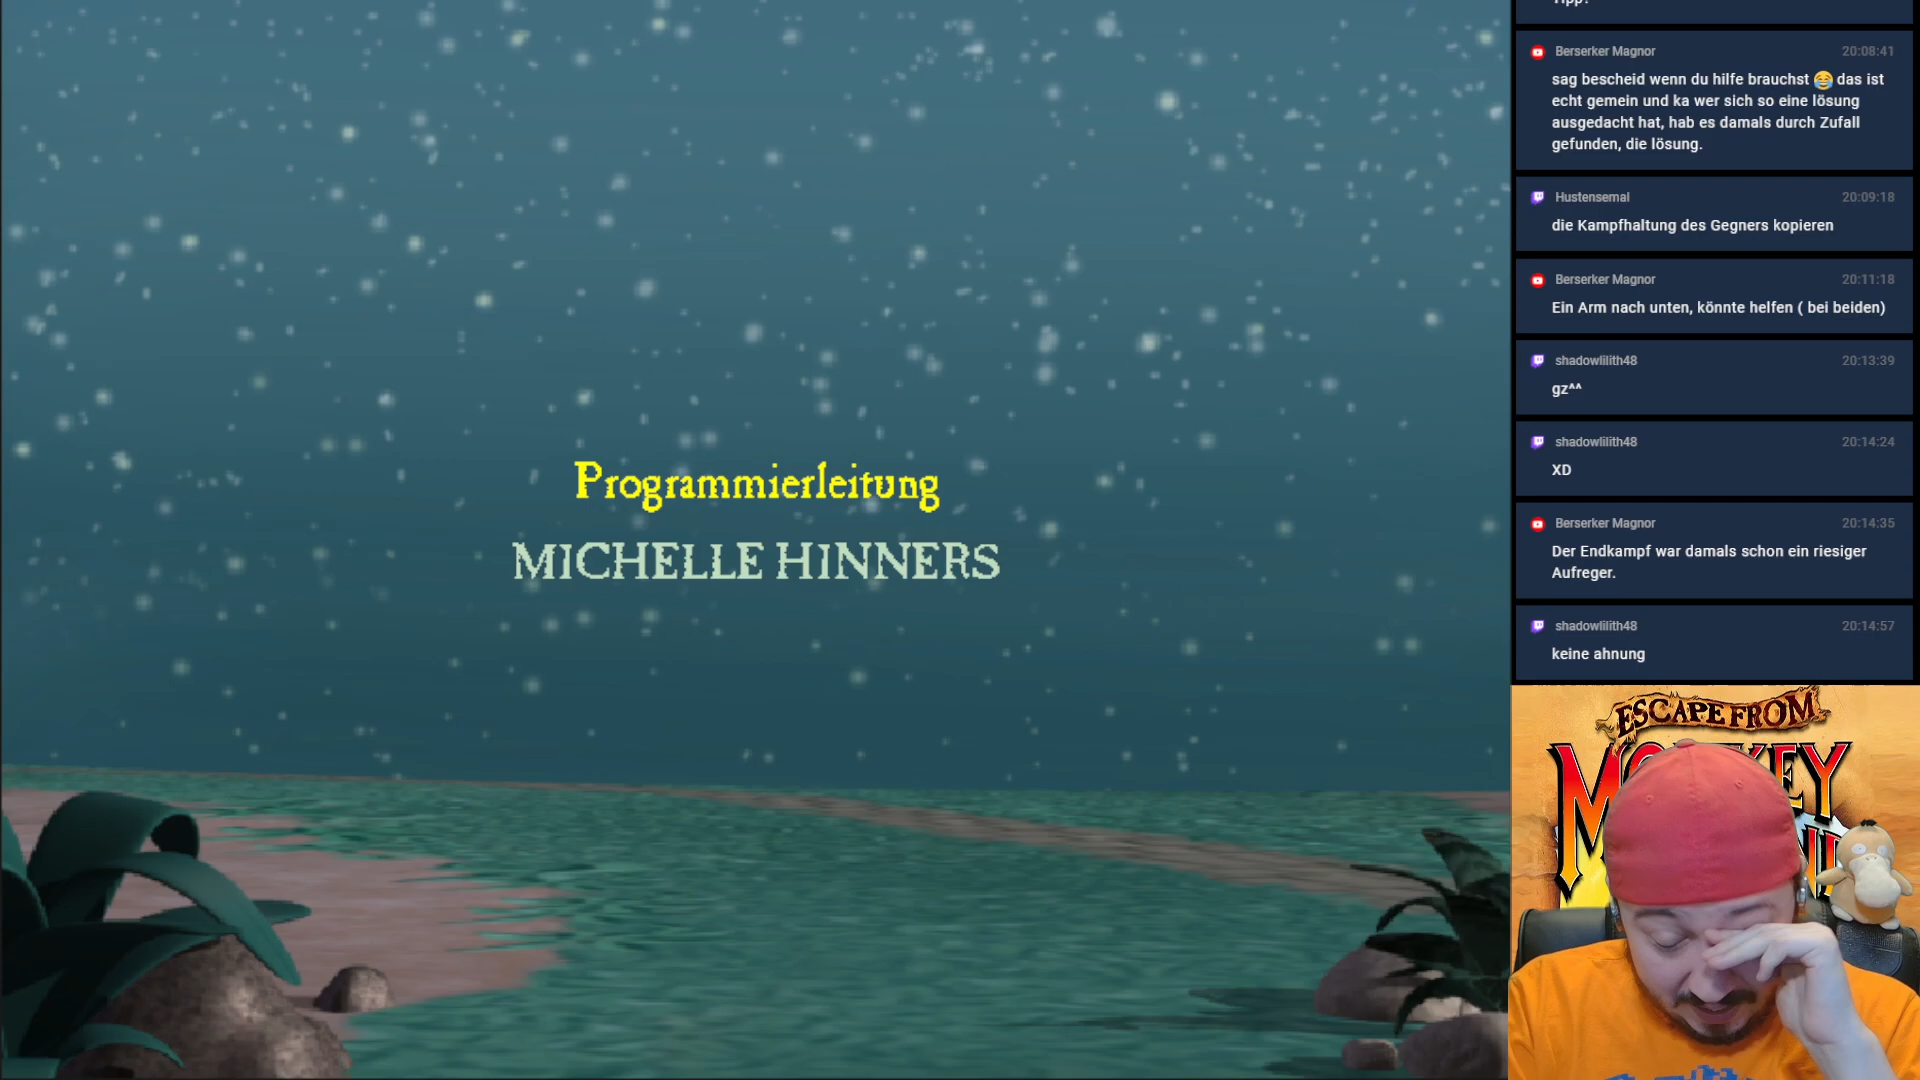 Programmierleitung
MICHELLE HINNERS
Tipp?
Berserker Magnor 20:08:41
sag bescheid wenn du hilfe brauchst 😂 das ist
echt gemein und ka wer sich so eine lösung
ausgedacht hat, hab es damals durch Zufall
gefunden, die lösung.
Hustensemal 20:09:18
die Kampfhaltung des Gegners kopieren
Berserker Magnor 20:11:18
Ein Arm nach unten, könnte helfen ( bei beiden)
shadowlilith48 20:13:39
gz^^
shadowlilith48 20:14:24
XD
Berserker Magnor 20:14:35
Der Endkampf war damals schon ein riesiger
Aufreger.
shadowlilith48 20:14:57
keine ahnung
ESCAPE FROM